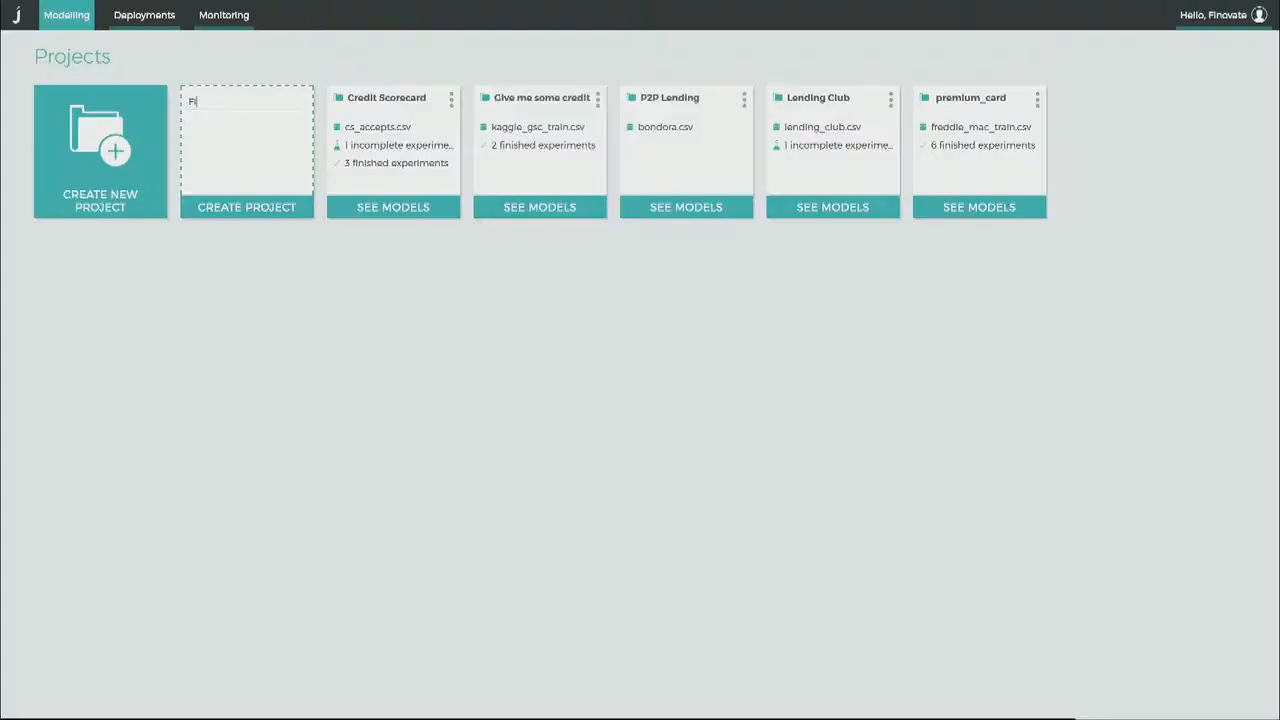 Modelling
Deployments
Monitoring
Hello, Finovate
Projects
CREATE NEW
PROJECT
Fi
CREATE PROJECT
Credit Scorecard
cs_accepts.csv
1 incomplete experime...
3 finished experiments
SEE MODELS
Give me some credit
kaggle_gsc_train.csv
2 finished experiments
SEE MODELS
P2P Lending
bondora.csv
SEE MODELS
Lending Club
lending_club.csv
1 incomplete experime...
SEE MODELS
premium_card
freddie_mac_train.csv
6 finished experiments
SEE MODELS